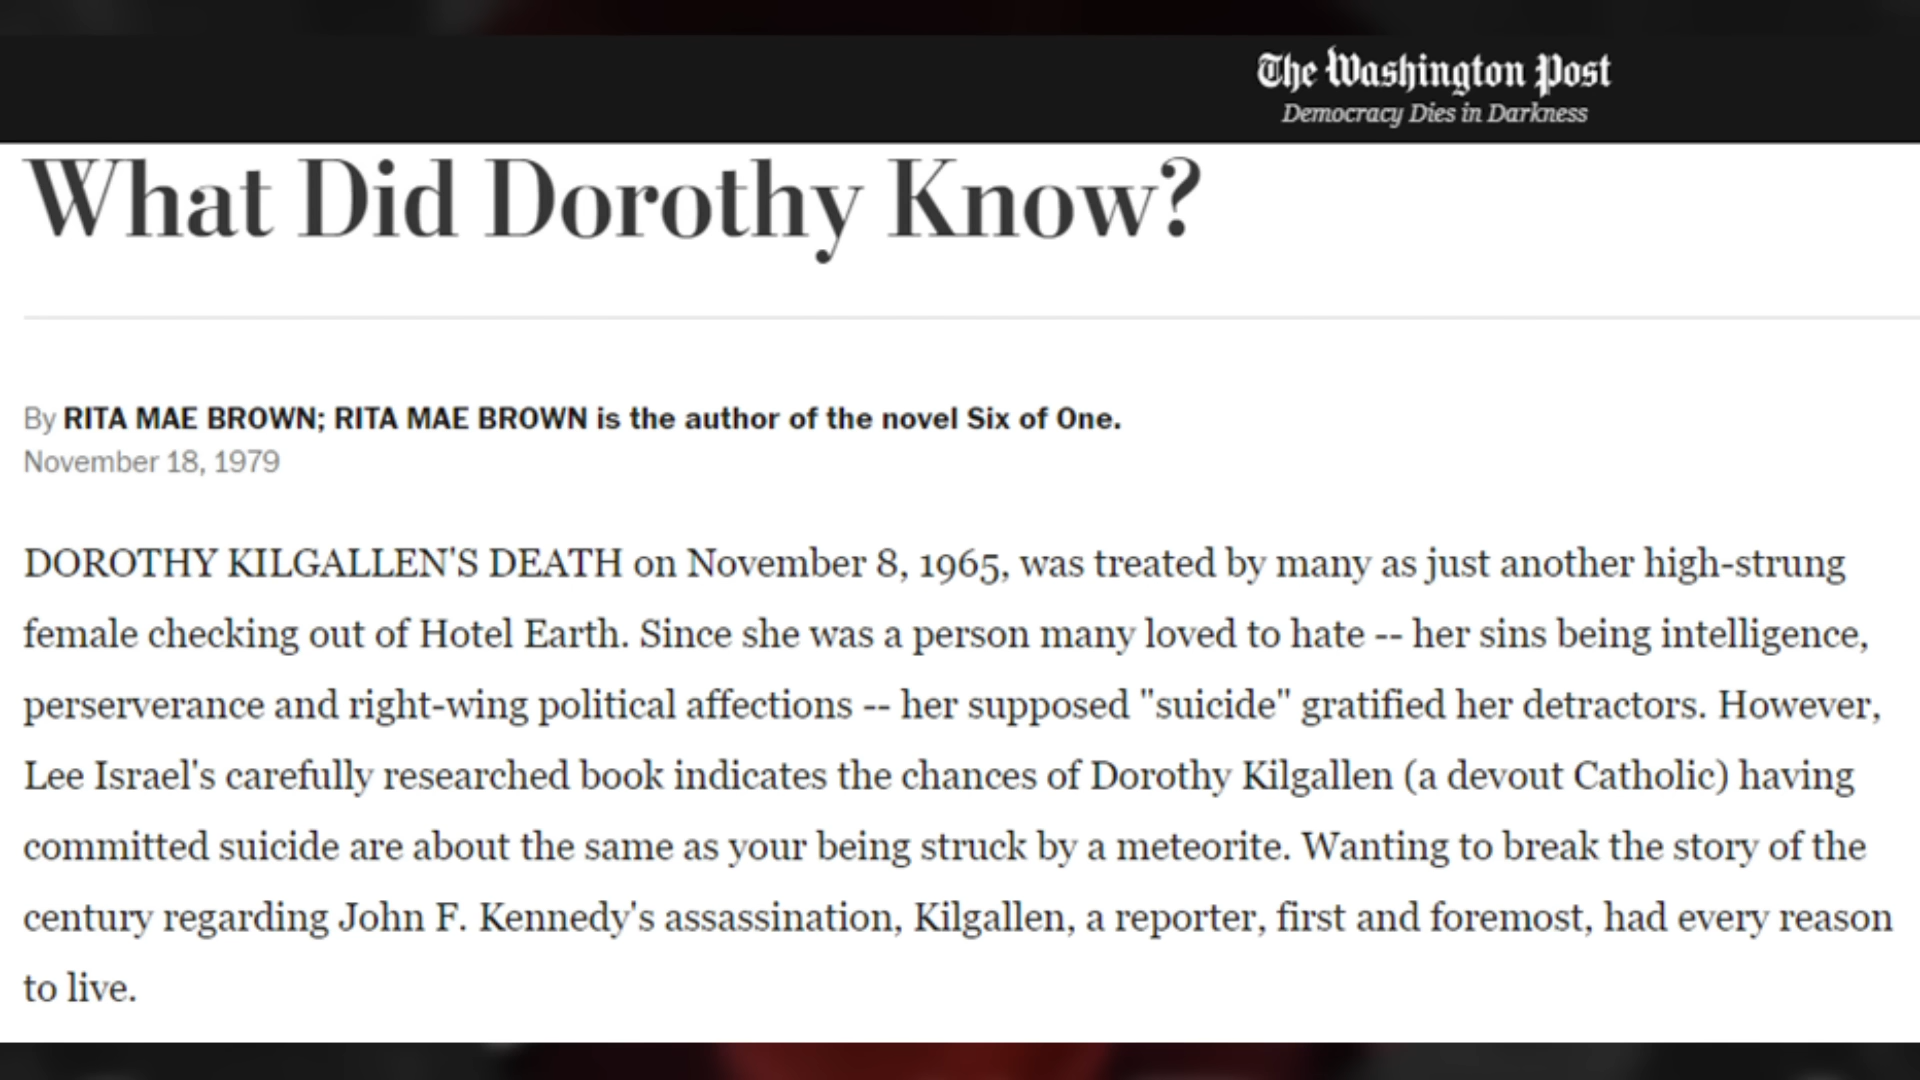 The Washington Post
Democracy Dies in Darkness
What Did Dorothy Know?
By RITA MAE BROWN; RITA MAE BROWN is the author of the novel Six of One.
November 18, 1979
DOROTHY KILGALLEN'S DEATH on November 8, 1965, was treated by many as just another high-strung
female checking out of Hotel Earth. Since she was a person many loved to hate -- her sins being intelligence,
perserverance and right-wing political affections -- her supposed "suicide" gratified her detractors. However,
Lee Israel's carefully researched book indicates the chances of Dorothy Kilgallen (a devout Catholic) having
committed suicide are about the same as your being struck by a meteorite. Wanting to break the story of the
century regarding John F. Kennedy's assassination, Kilgallen, a reporter, first and foremost, had every reason
to live.